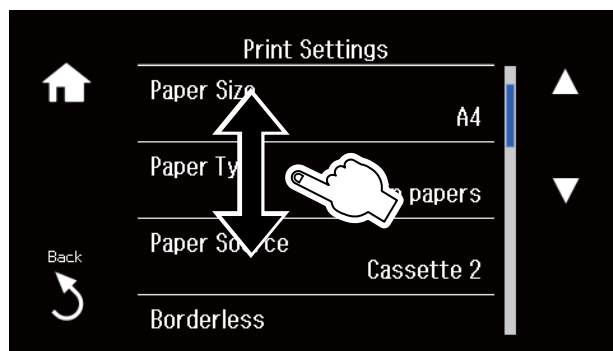 Print Settings
Paper Size
A4
Paper Ty
papers
Paper So ce
Cassette 2
Borderless
Back